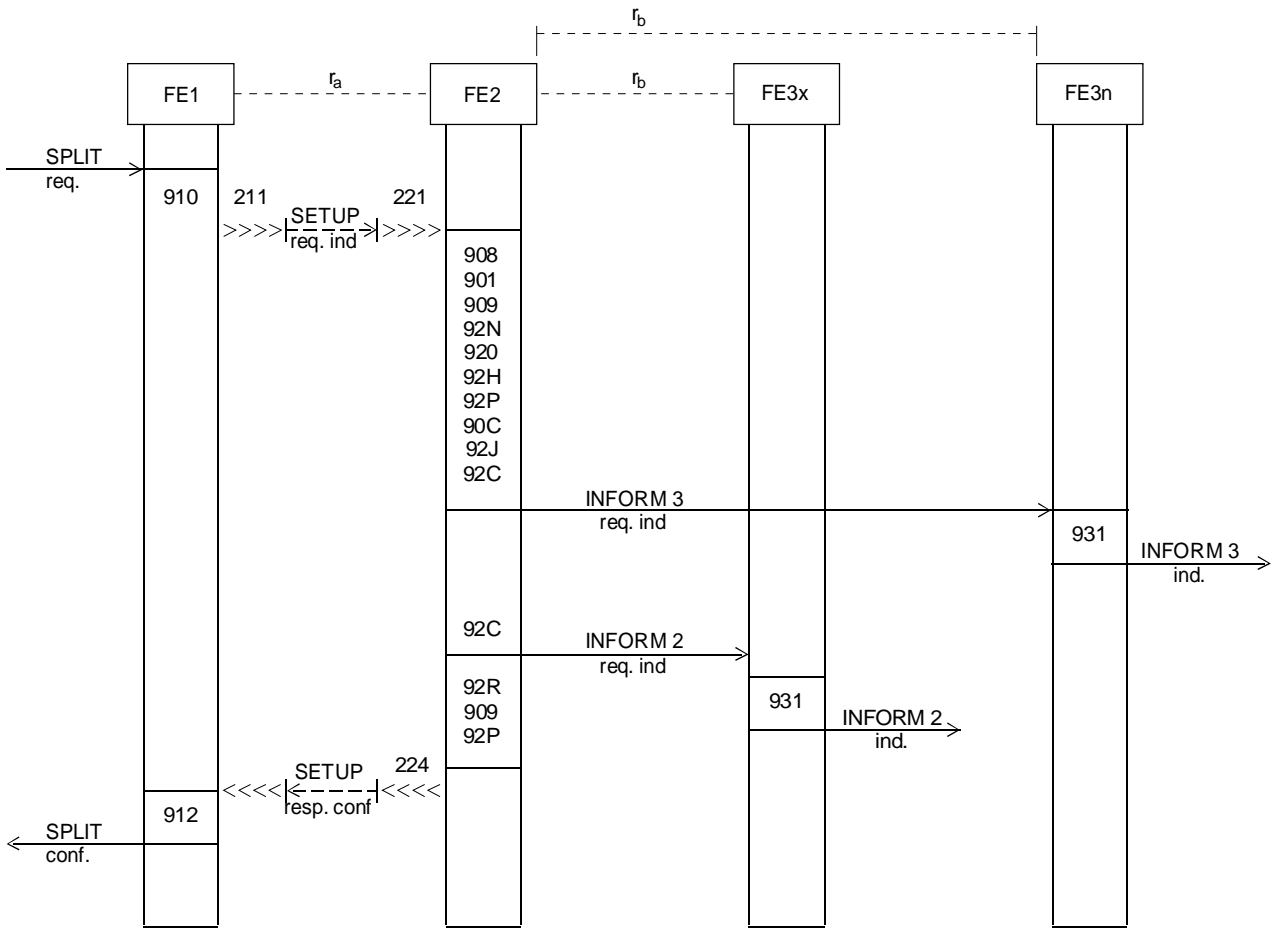 rb
ra
rb
FE1
FE2
FE3x
FE3n
SPLIT
req.
910
211
SETUP
req. ind
221
908
901
909
92N
920
92H
92P
90C
92J
92C
INFORM 3
req. ind
931
INFORM 3
ind.
92C
INFORM 2
req. ind
92R
909
92P
931
INFORM 2
ind.
SETUP
resp. conf
224
912
SPLIT
conf.